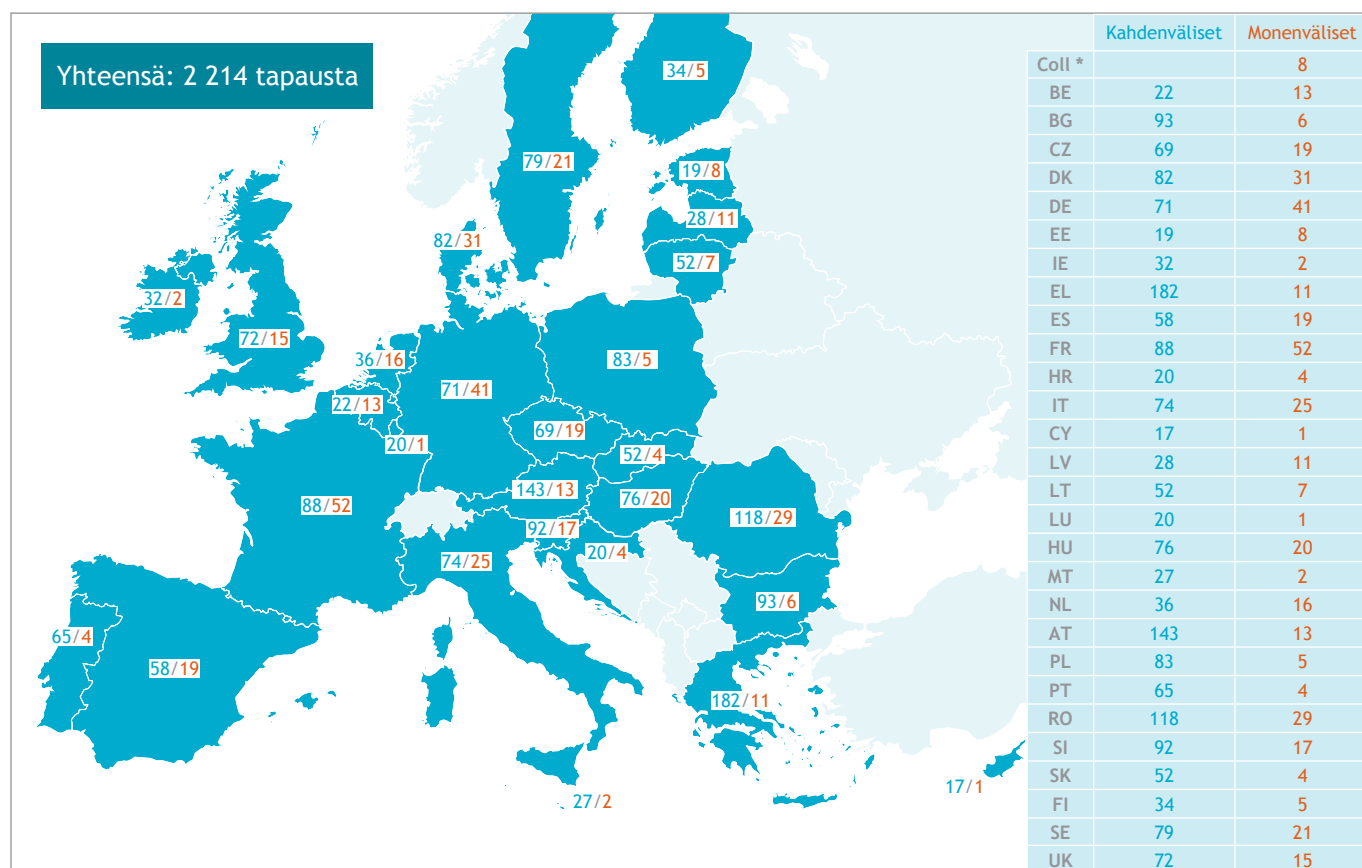 Yhteensä: 2 214 tapausta
34/5
79/21
19/8
28/11
82/31
52/7
32/2
72/15
36/16
83/5
71/41
22/13
69/19
20/1
52/4
143/13
76/20
88/52
118/29
92/17
20/4
74/25
93/6
65/4
58/19
182/11
17/1
27/2
Kahdenväliset Monenväliset
Coll * 8
BE 22 13
BG 93 6
CZ 69 19
DK 82 31
DE 71 41
EE 19 8
IE 32 2
EL 182 11
ES 58 19
FR 88 52
HR 20 4
IT 74 25
CY 17 1
LV 28 11
LT 52 7
LU 20 1
HU 76 20
MT 27 2
NL 36 16
AT 143 13
PL 83 5
PT 65 4
RO 118 29
SI 92 17
SK 52 4
FI 34 5
SE 79 21
UK 72 15